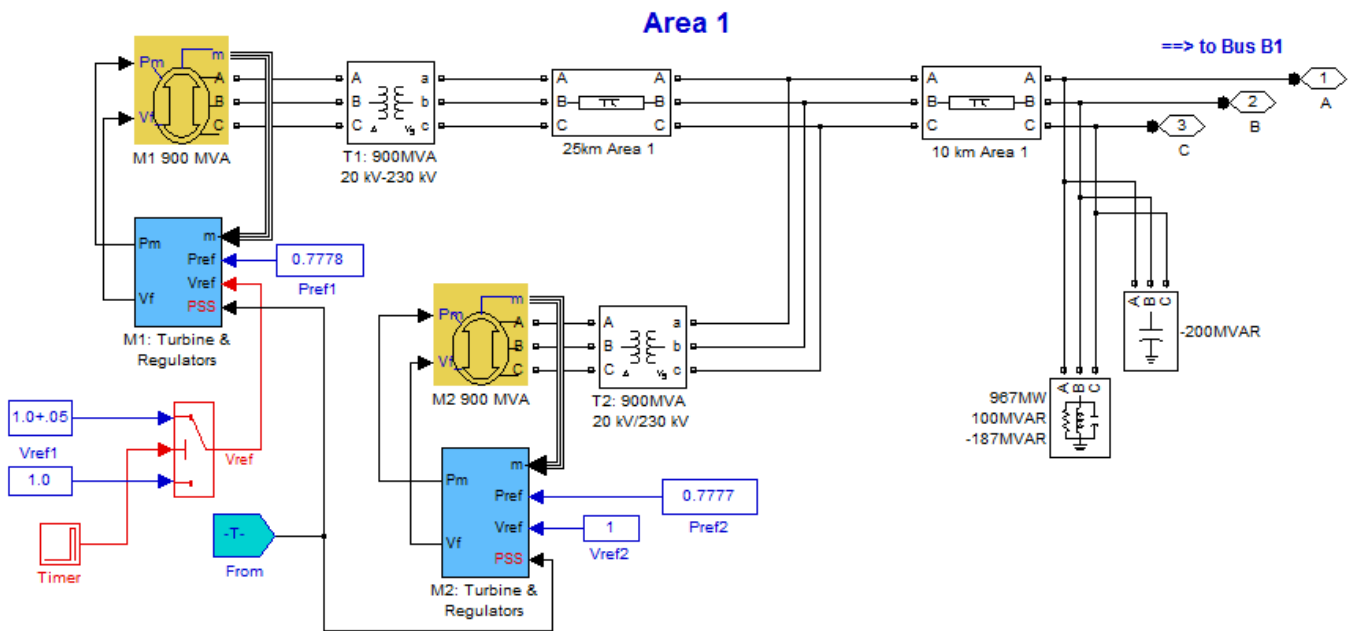 Area 1
==> to Bus B1
Pm
m
A
B
C
Vf
M1 900 MVA
A
B
C
a
b
c
Δ
Yg
T1: 900MVA
20 kV-230 kV
A
B
C
A
B
C
25km Area 1
A
B
C
A
B
C
10 km Area 1
1
A
2
B
3
C
Pm
Vf
m
Pref
Vref
PSS
M1: Turbine &
Regulators
0.7778
Pref1
Pm
m
A
B
C
Vf
M2 900 MVA
A
B
C
a
b
c
Δ
Yg
T2: 900MVA
20 kV/230 kV
A B C
-200MVAR
A B C
967MW
100MVAR
-187MVAR
1.0+.05
Vref1
1.0
Vref
Timer
-T-
From
Pm
Vf
m
Pref
Vref
PSS
M2: Turbine &
Regulators
0.7777
Pref2
1
Vref2